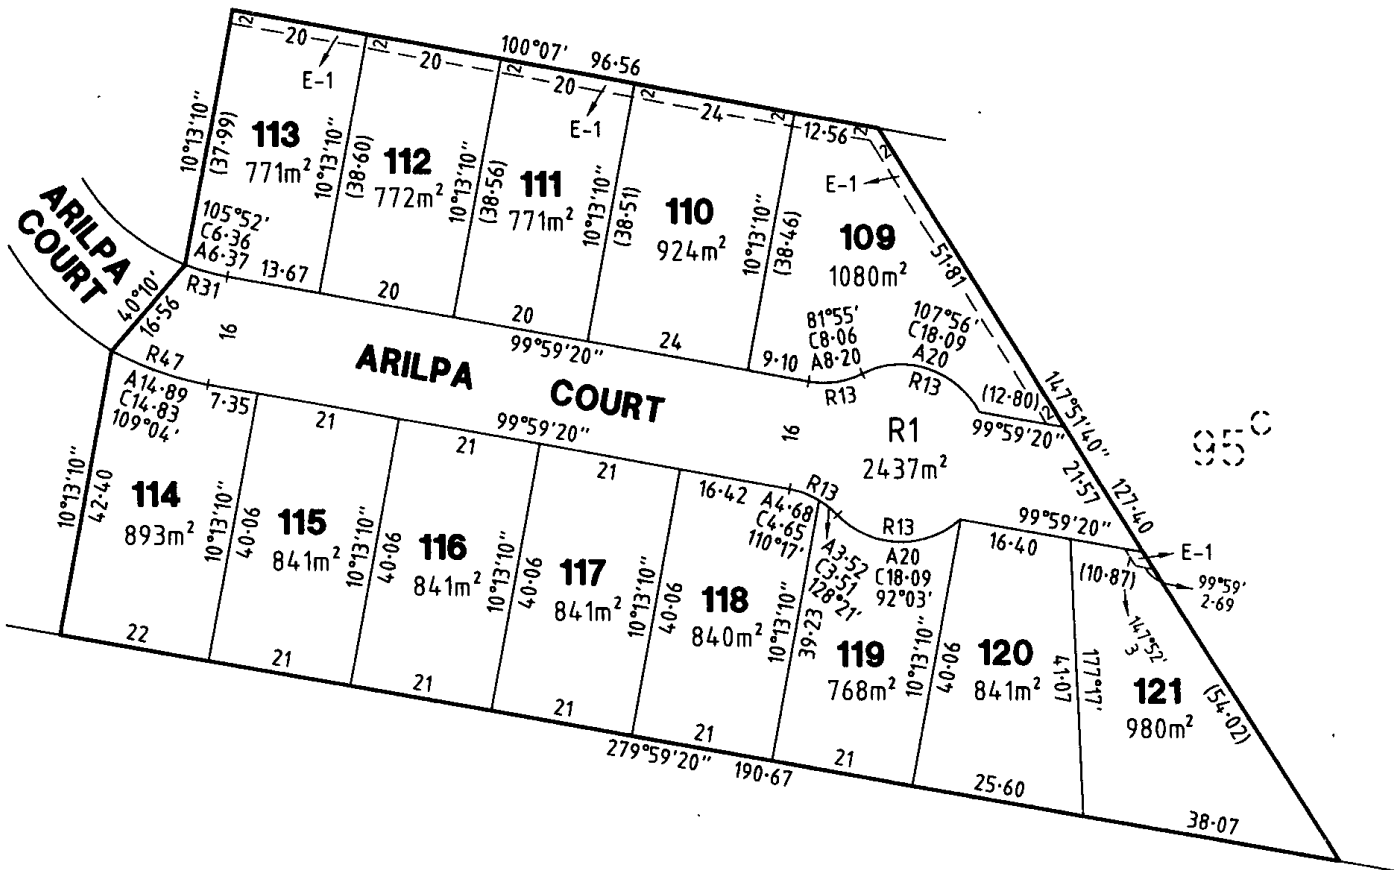 100°07' 96·56
2 20 2 20 2 20 2 24 2 12·56 2
E-1
E-1
E-1
2
10°13'10"
(37·99)
113
771m²
10°13'10"
(38·60)
112
772m²
10°13'10"
(38·56)
111
771m²
10°13'10"
(38·51)
110
924m²
10°13'10"
(38·46)
109
1080m²
51·81
ARILPA
COURT
40°10'
16·56
105°52'
C6·36
A6·37
R31
13·67
20
20
24
9·10
99°59'20"
81°55'
C8·06
A8·20
R13
107°56'
C18·09
A20
R13
(12·80)
2
99°59'20"
147°51'40"
127·40
21·57
95C
16
ARILPA COURT
16
R1
2437m²
R47
A14·89
C14·83
109°04'
7·35
21
21
21
99°59'20"
16·42
R13
A4·68
C4·65
110°17'
A3·52
C3·51
128°21'
R13
A20
C18·09
92°03'
99°59'20"
16·40
(10·87)
E-1
99°59'
2·69
147°52'
3
10°13'10"
42·40
114
893m²
10°13'10"
40·06
115
841m²
10°13'10"
40·06
116
841m²
10°13'10"
40·06
117
841m²
10°13'10"
40·06
118
840m²
10°13'10"
39·23
119
768m²
10°13'10"
40·06
120
841m²
41·07
177°17'
121
980m²
(54·02)
22
21
21
21
21
21
25·60
38·07
279°59'20" 190·67